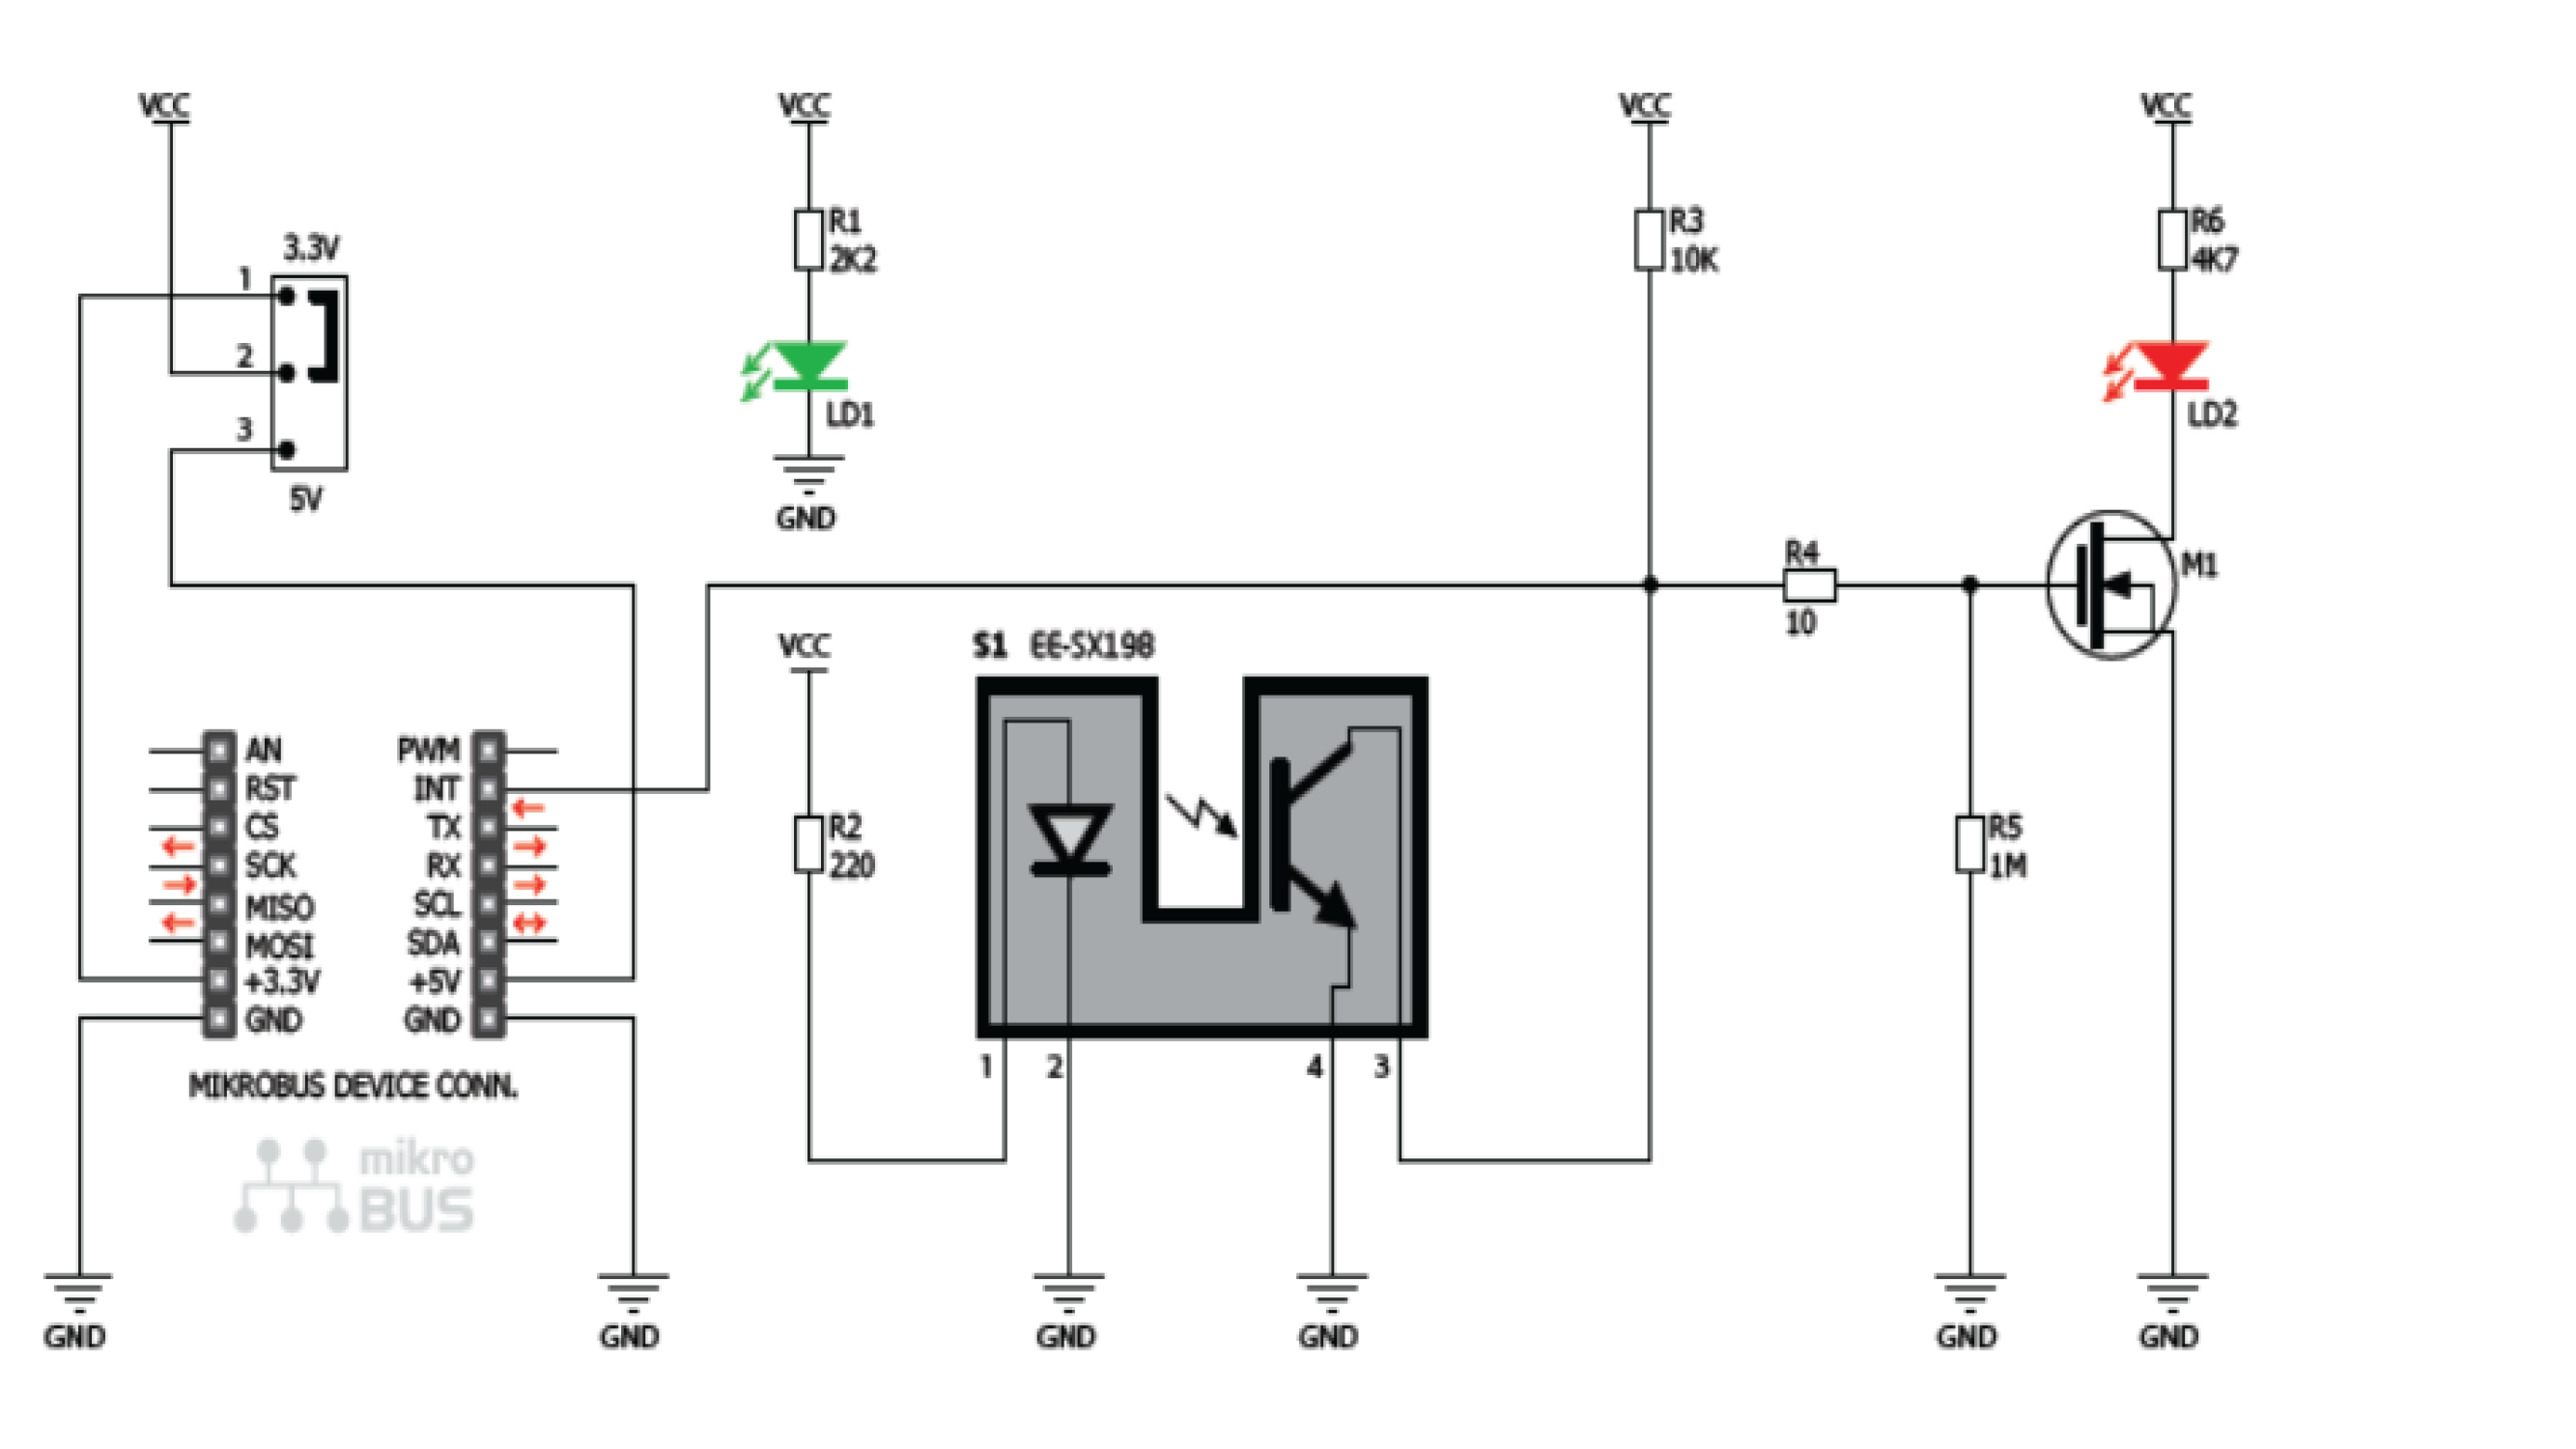 VCC
VCC
VCC
VCC
R1
2K2
R3
10K
R6
4K7
3.3V
1
2
3
5V
LD1
GND
LD2
R4
10
M1
VCC
S1 EE-SX198
R2
220
R5
1M
AN
RST
CS
SCK
MISO
MOSI
+3.3V
GND
PWM
INT
TX
RX
SCL
SDA
+5V
GND
1
2
4
3
MIKROBUS DEVICE CONN.
mikro
BUS
GND
GND
GND
GND
GND
GND